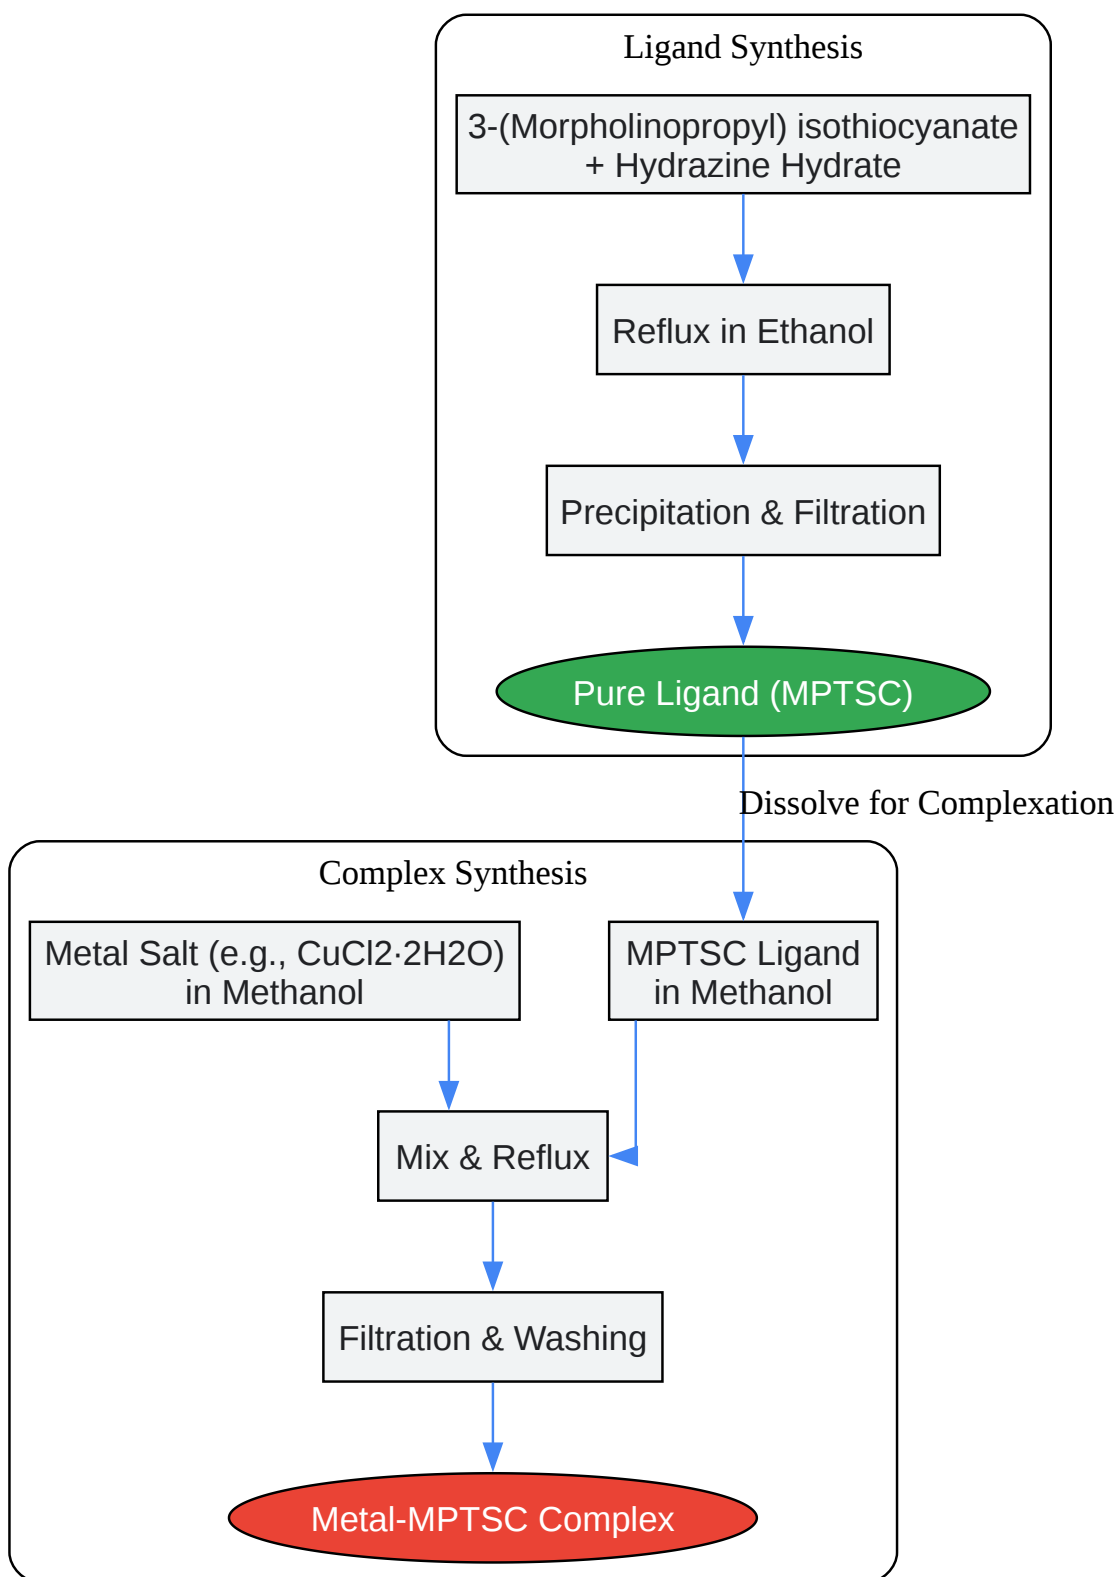 Ligand Synthesis
3-(Morpholinopropyl) isothiocyanate
+ Hydrazine Hydrate
Reflux in Ethanol
Precipitation & Filtration
Pure Ligand (MPTSC)
Dissolve for Complexation
Complex Synthesis
Metal Salt (e.g., CuCl2·2H2O)
in Methanol
MPTSC Ligand
in Methanol
Mix & Reflux
Filtration & Washing
Metal-MPTSC Complex